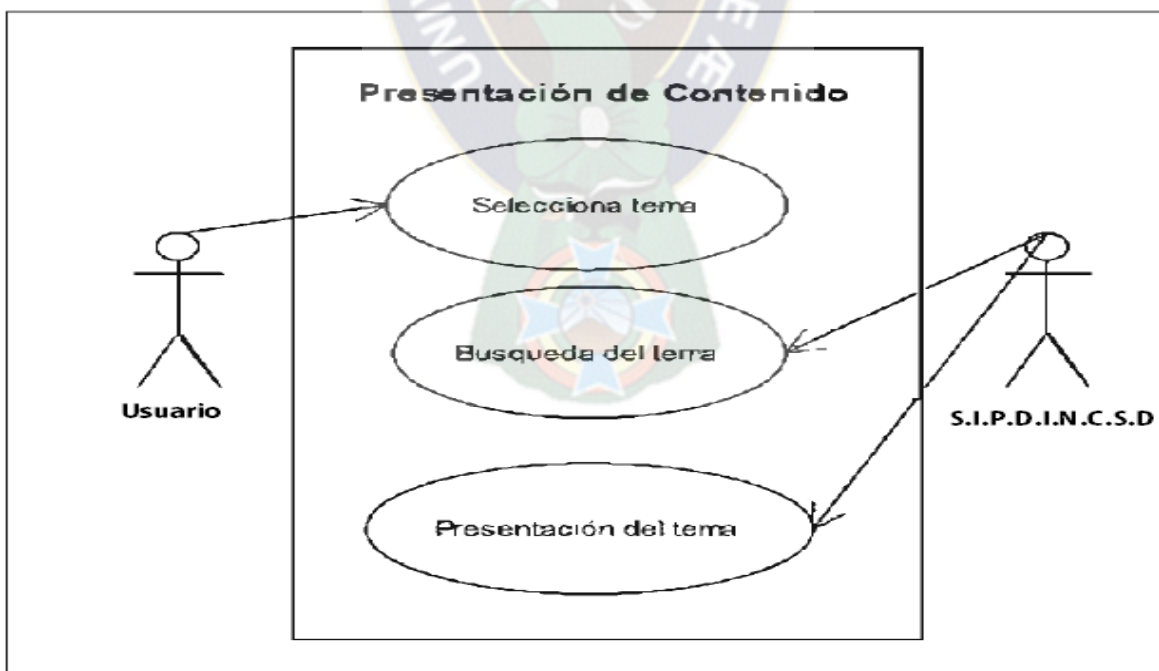 Presentación de Contenido
Selecciona tema
Busqueda del tema
Presentación del tema
Usuario
S.I.P.D.I.N.C.S.D